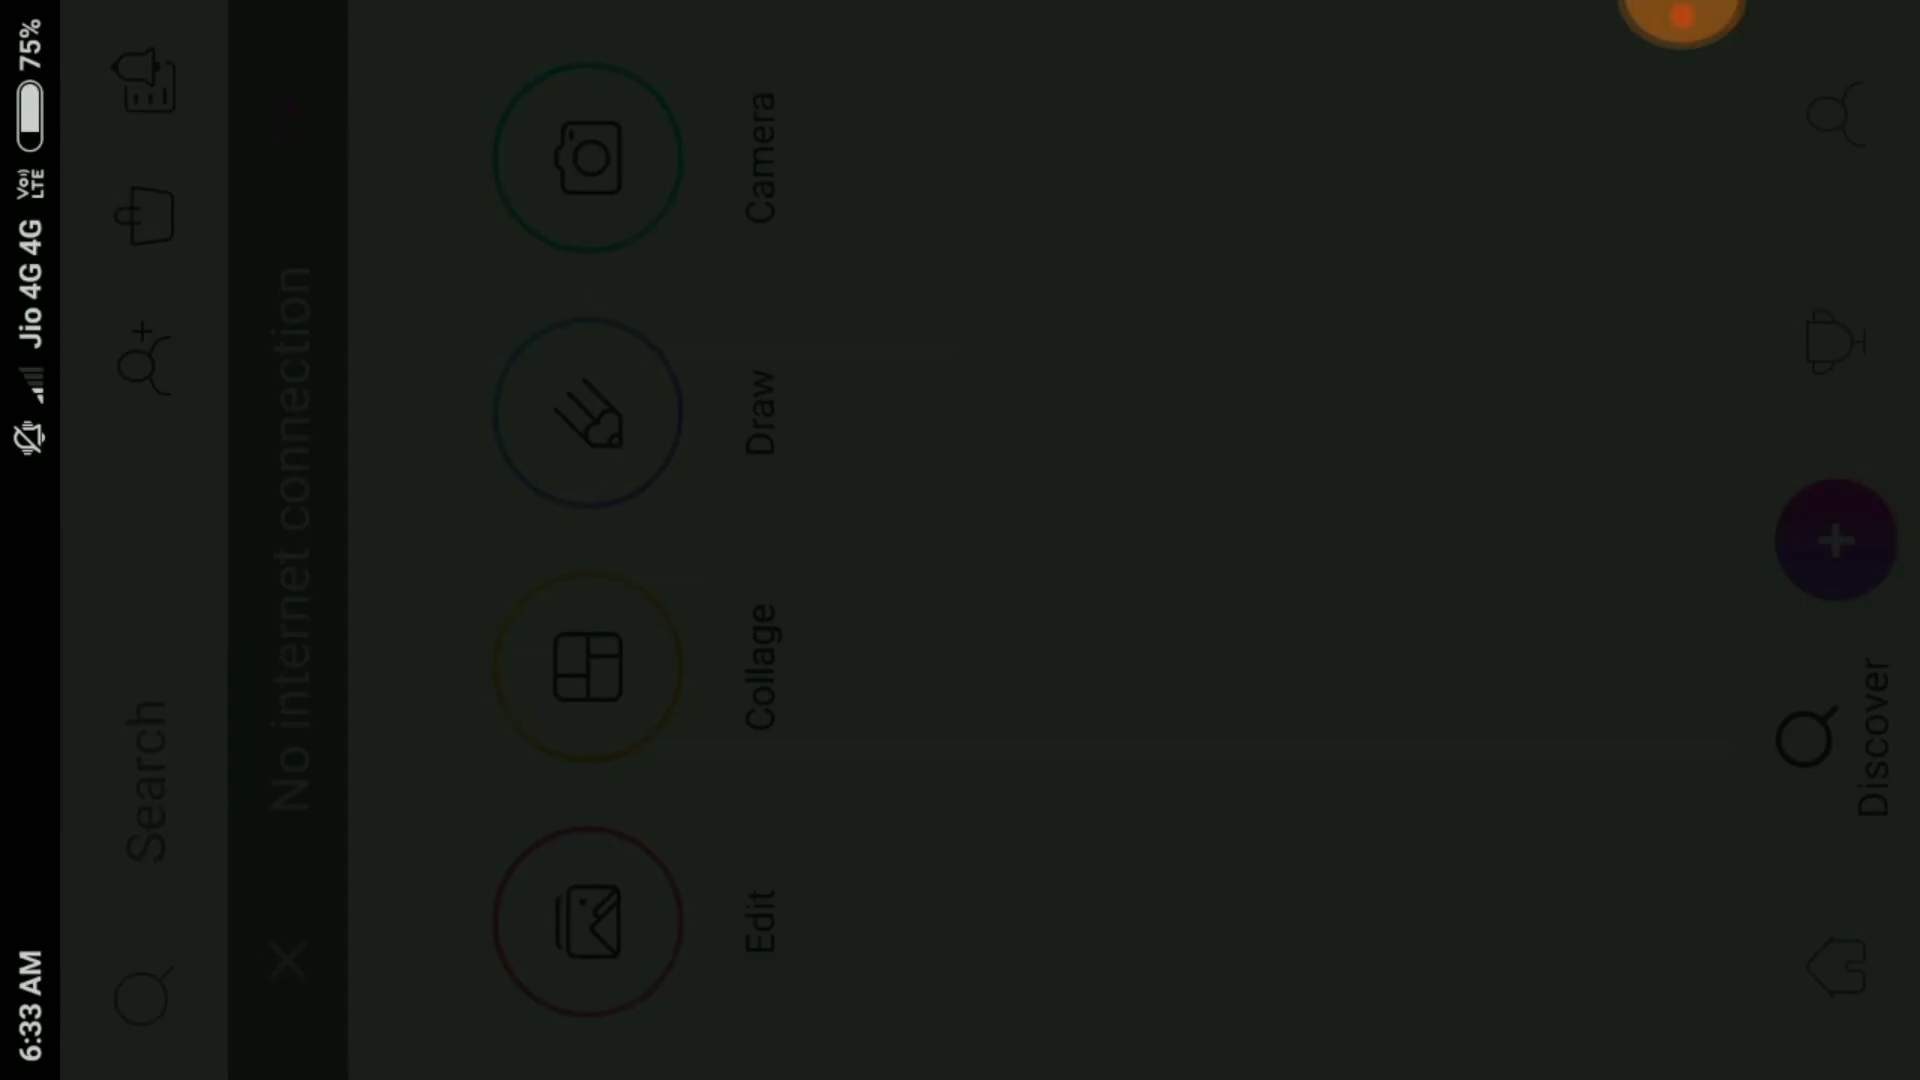 6:33 AM Jio 4G 4G Vo)) LTE 75%
Search
No internet connection
Edit Collage Draw Camera
Discover